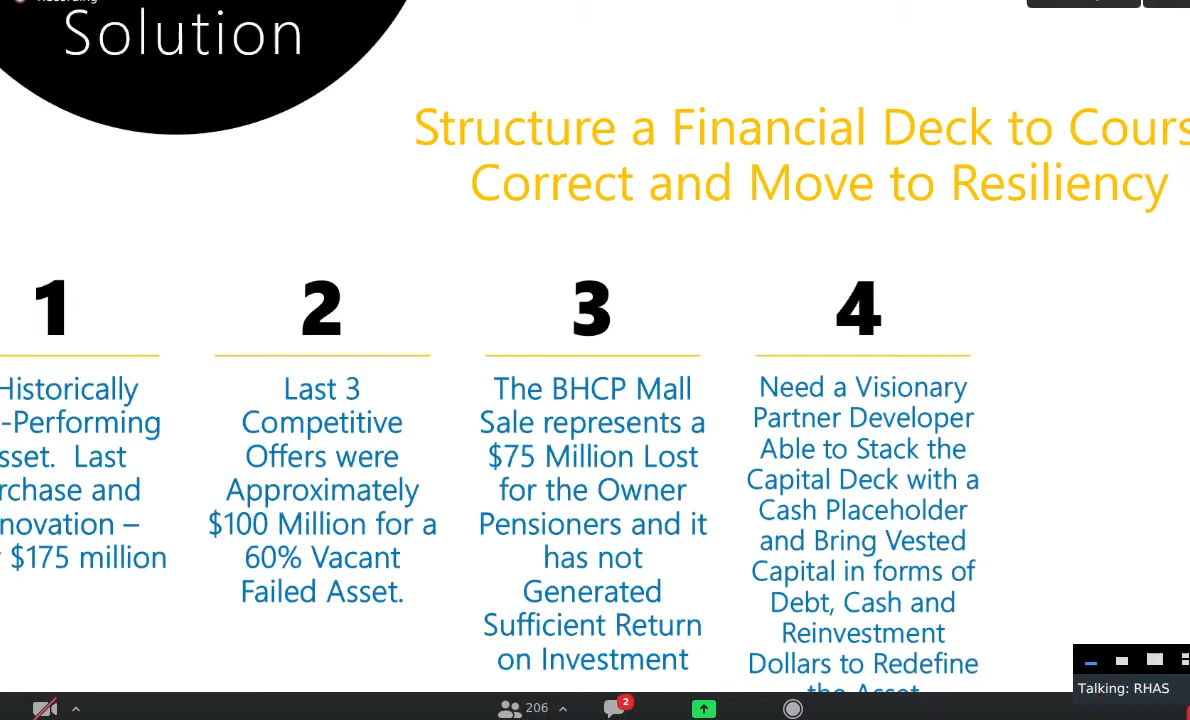 Solution
Structure a Financial Deck to Cours
Correct and Move to Resiliency
1
Historically
-Performing
sset. Last
rchase and
novation –
$175 million
2
Last 3
Competitive
Offers were
Approximately
$100 Million for a
60% Vacant
Failed Asset.
3
The BHCP Mall
Sale represents a
$75 Million Lost
for the Owner
Pensioners and it
has not
Generated
Sufficient Return
on Investment
4
Need a Visionary
Partner Developer
Able to Stack the
Capital Deck with a
Cash Placeholder
and Bring Vested
Capital in forms of
Debt, Cash and
Reinvestment
Dollars to Redefine
the Asset
Talking: RHAS
206
2